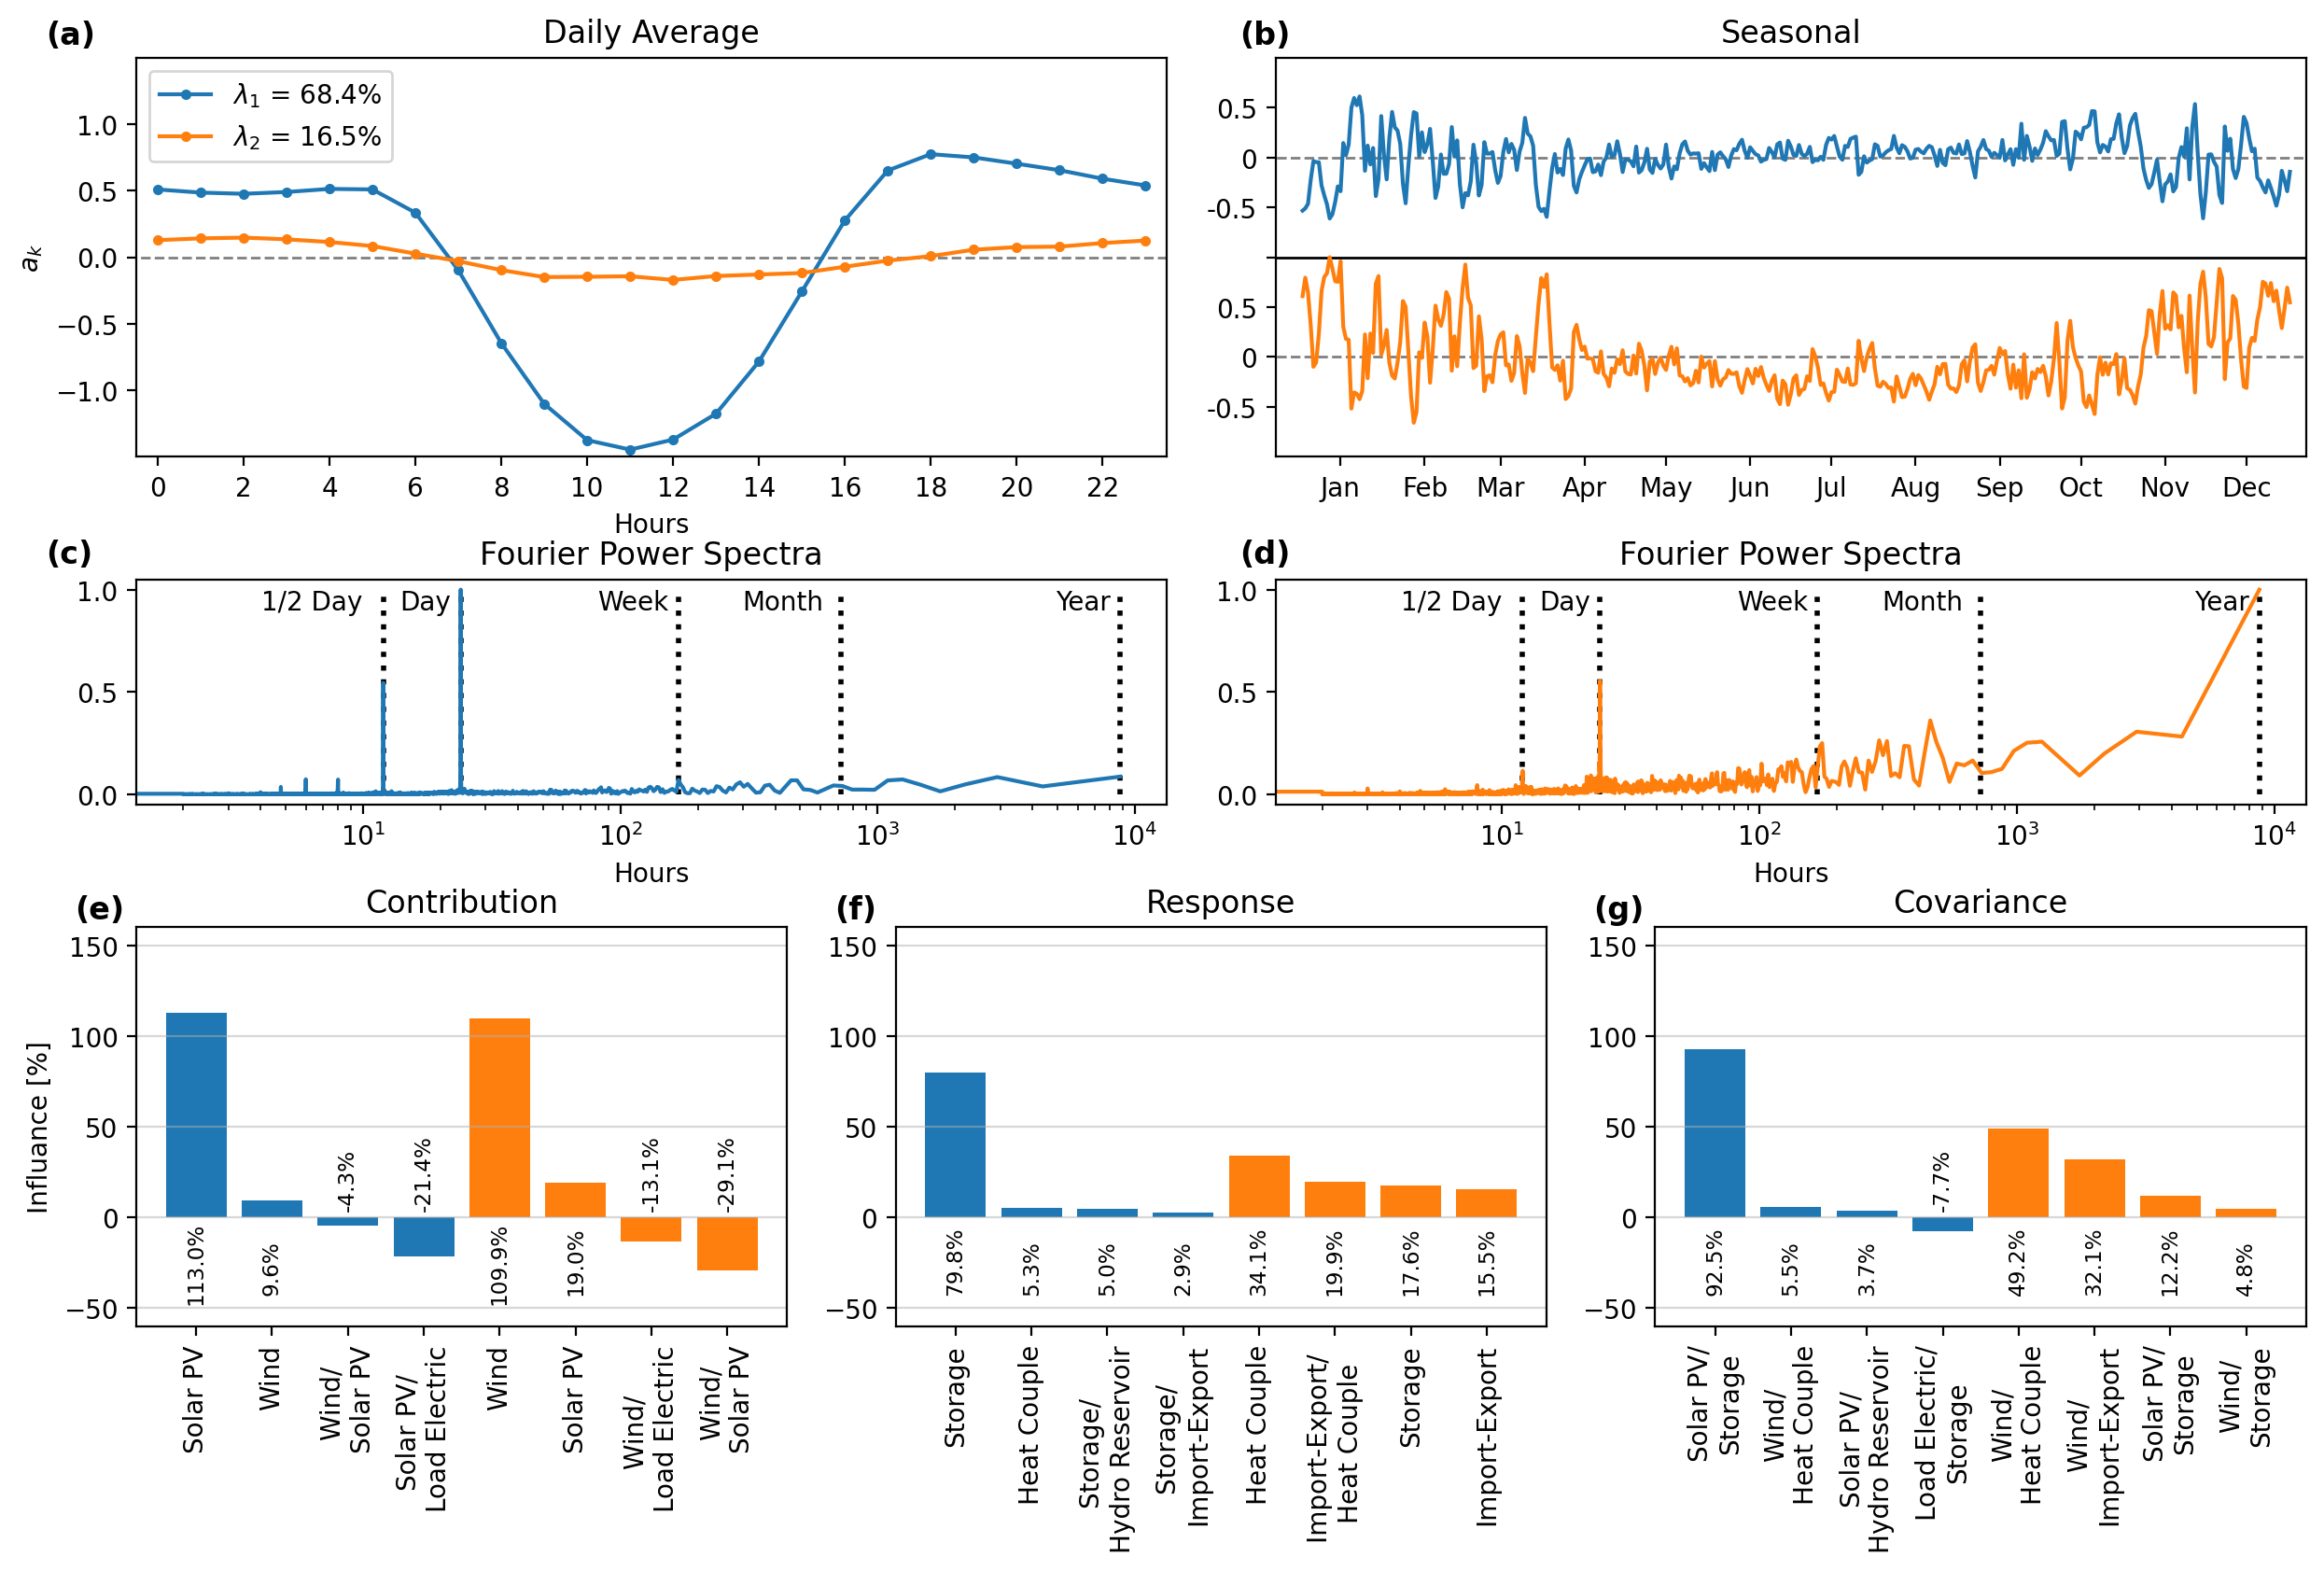 (a)
Daily Average
λ1 = 68.4%
λ2 = 16.5%
1.0
0.5
0.0
−0.5
−1.0
ak
0 2 4 6 8 10 12 14 16 18 20 22
Hours
(b)
Seasonal
0.5
0
-0.5
0.5
0
-0.5
Jan Feb Mar Apr May Jun Jul Aug Sep Oct Nov Dec
(c)
Fourier Power Spectra
1/2 Day Day Week Month Year
1.0
0.5
0.0
10^1 10^2 10^3 10^4
Hours
(d)
Fourier Power Spectra
1/2 Day Day Week Month Year
1.0
0.5
0.0
10^1 10^2 10^3 10^4
Hours
(e)
Contribution
150
100
50
0
−50
Influance [%]
113.0%
9.6%
-4.3%
-21.4%
109.9%
19.0%
-13.1%
-29.1%
Solar PV
Wind
Wind/
Solar PV
Solar PV/
Load Electric
Wind
Solar PV
Wind/
Load Electric
Wind/
Solar PV
(f)
Response
150
100
50
0
−50
79.8%
5.3%
5.0%
2.9%
34.1%
19.9%
17.6%
15.5%
Storage
Heat Couple
Storage/
Hydro Reservoir
Storage/
Import-Export
Heat Couple
Import-Export/
Heat Couple
Storage
Import-Export
(g)
Covariance
150
100
50
0
−50
92.5%
5.5%
3.7%
-7.7%
49.2%
32.1%
12.2%
4.8%
Solar PV/
Storage
Wind/
Heat Couple
Solar PV/
Hydro Reservoir
Load Electric/
Storage
Wind/
Heat Couple
Wind/
Import-Export
Solar PV/
Storage
Wind/
Storage